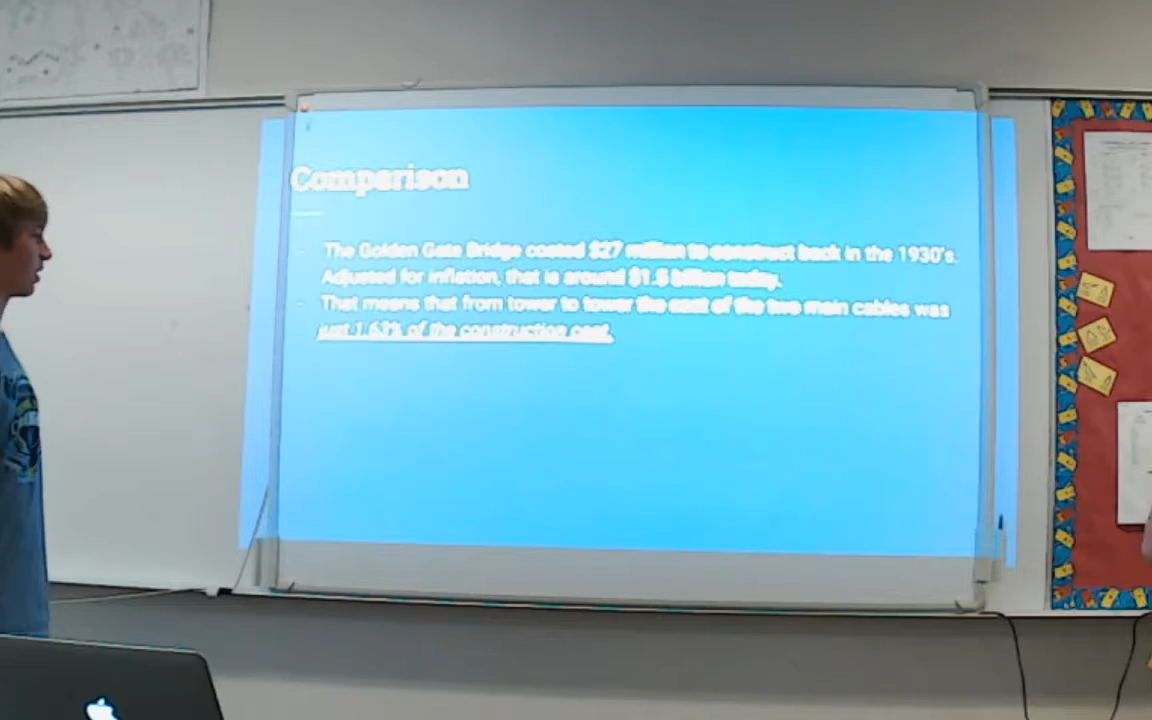 Comparison
The Golden Gate Bridge costed $27 million to construct back in the 1930's.
Adjusted for inflation, that is around $1.5 billion today.
That means that from tower to tower the cost of the two main cables was
just 1.63% of the construction cost.